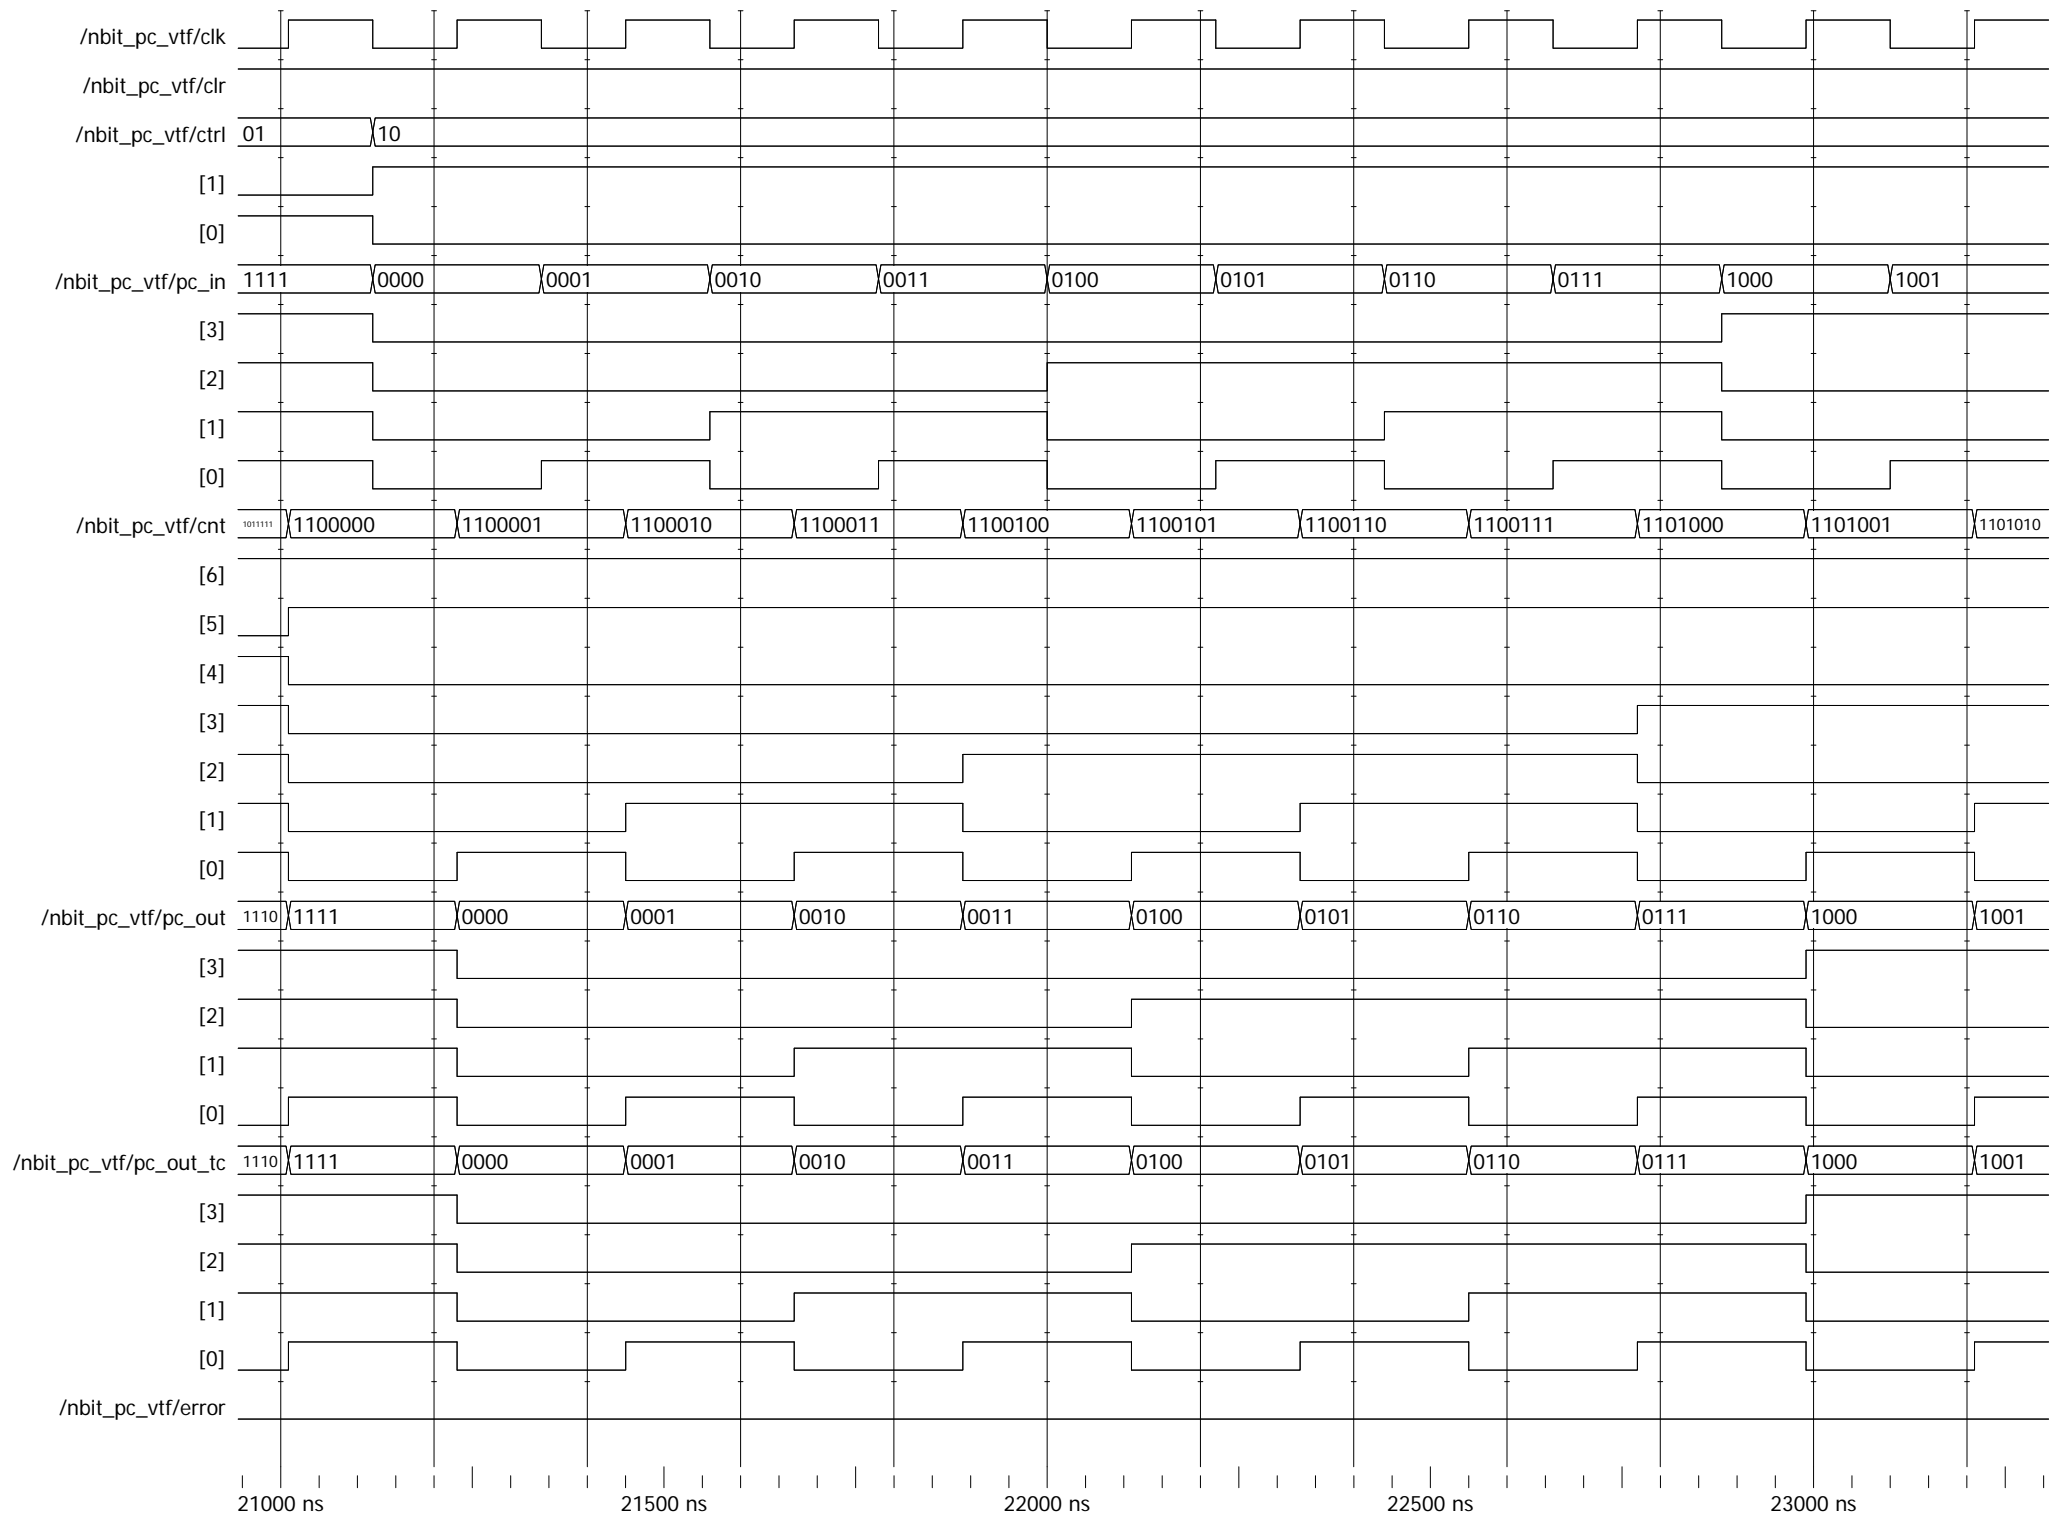 /nbit_pc_vtf/clk
/nbit_pc_vtf/clr
/nbit_pc_vtf/ctrl 01 10
[1]
[0]
/nbit_pc_vtf/pc_in 1111 0000 0001 0010 0011 0100 0101 0110 0111 1000 1001
[3]
[2]
[1]
[0]
/nbit_pc_vtf/cnt 1011111 1100000 1100001 1100010 1100011 1100100 1100101 1100110 1100111 1101000 1101001 1101010
[6]
[5]
[4]
[3]
[2]
[1]
[0]
/nbit_pc_vtf/pc_out 1110 1111 0000 0001 0010 0011 0100 0101 0110 0111 1000 1001
[3]
[2]
[1]
[0]
/nbit_pc_vtf/pc_out_tc 1110 1111 0000 0001 0010 0011 0100 0101 0110 0111 1000 1001
[3]
[2]
[1]
[0]
/nbit_pc_vtf/error
21000 ns 21500 ns 22000 ns 22500 ns 23000 ns